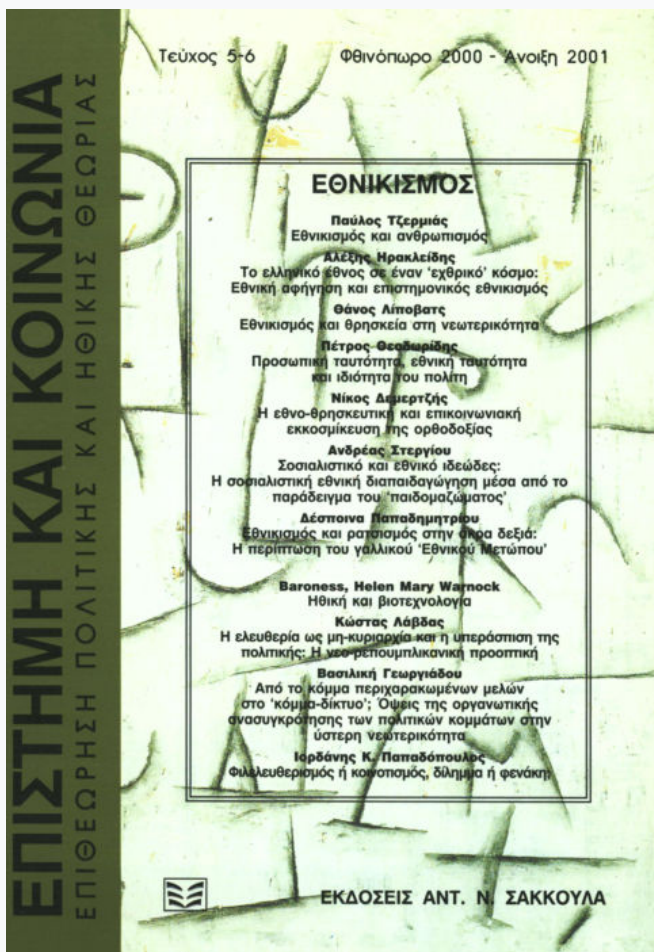 ΕΠΙΣΤΗΜΗ ΚΑΙ ΚΟΙΝΩΝΙΑ
ΕΠΙΘΕΩΡΗΣΗ ΠΟΛΙΤΙΚΗΣ ΚΑΙ ΗΘΙΚΗΣ ΘΕΩΡΙΑΣ
Τεύχος 5-6 Φθινόπωρο 2000 - Άνοιξη 2001
ΕΘΝΙΚΙΣΜΟΣ
Παύλος Τζερμιάς
Εθνικισμός και ανθρωπισμός
Αλέξης Ηρακλείδης
Το ελληνικό έθνος σε έναν 'εχθρικό' κόσμο:
Εθνική αφήγηση και επιστημονικός εθνικισμός
Θάνος Λίποβατς
Εθνικισμός και θρησκεία στη νεωτερικότητα
Πέτρος Θεοδωρίδης
Προσωπική ταυτότητα, εθνική ταυτότητα
και ιδιότητα του πολίτη
Νίκος Δεμερτζής
Η εθνο-θρησκευτική και επικοινωνιακή
εκκοσμίκευση της ορθοδοξίας
Ανδρέας Στεργίου
Σοσιαλιστικό και εθνικό ιδεώδες:
Η σοσιαλιστική εθνική διαπαιδαγώγηση μέσα από το
παράδειγμα του 'παιδομαζώματος'
Δέσποινα Παπαδημητρίου
Εθνικισμός και ρατσισμός στην άκρα δεξιά:
Η περίπτωση του γαλλικού 'Εθνικού Μετώπου'
Baroness, Helen Mary Warnock
Ηθική και βιοτεχνολογία
Κώστας Λάβδας
Η ελευθερία ως μη-κυριαρχία και η υπεράσπιση της
πολιτικής: Η νεο-ρεπουμπλικανική προοπτική
Βασιλική Γεωργιάδου
Από το κόμμα περιχαρακωμένων μελών
στο 'κόμμα-δίκτυο'; Όψεις της οργανωτικής
ανασυγκρότησης των πολιτικών κομμάτων στην
ύστερη νεωτερικότητα
Ιορδάνης Κ. Παπαδόπουλος
Φιλελευθερισμός ή κοινοτισμός, δίλημμα ή φενάκη;
ΕΚΔΟΣΕΙΣ ΑΝΤ. Ν. ΣΑΚΚΟΥΛΑ